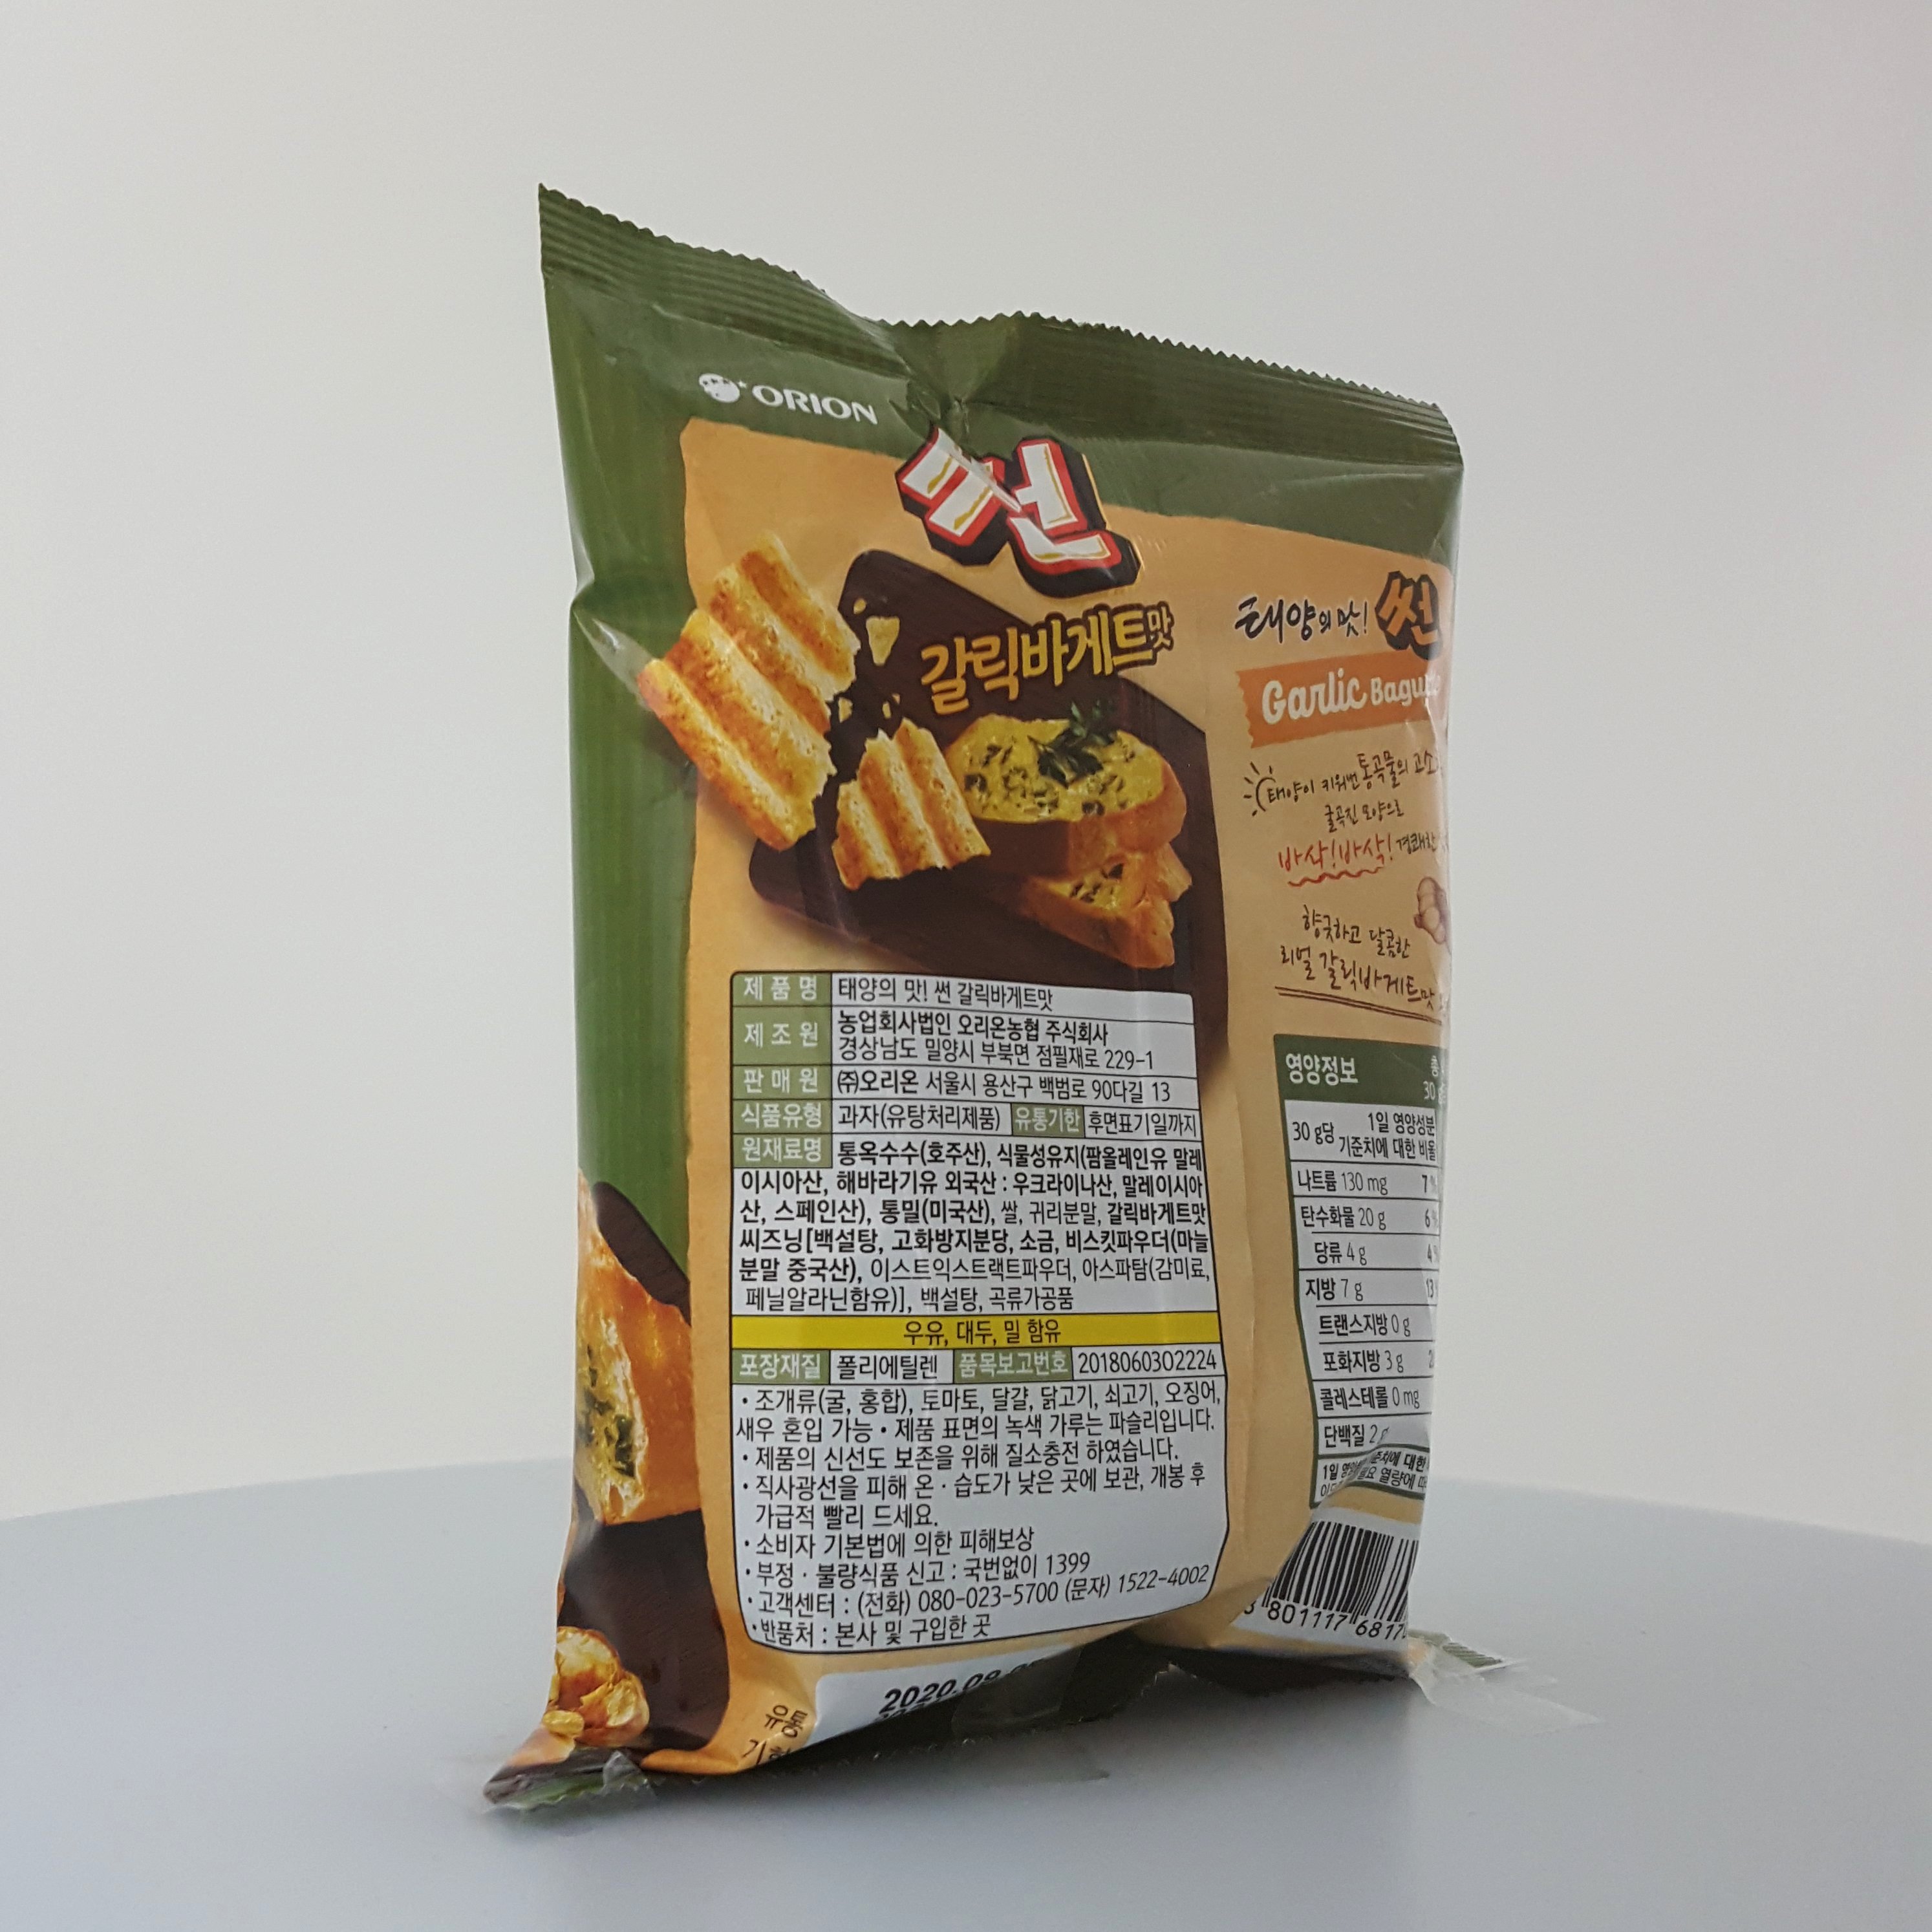 ORION
썬
갈릭바게트맛
제품명 태양의 맛! 썬 갈릭바게트맛
제조원 농업회사법인 오리온농협 주식회사
경상남도 밀양시 부북면 점필재로 229-1
판매원 ㈜오리온 서울시 용산구 백범로 90다길 13
식품유형 과자(유탕처리제품) 유통기한 후면표기일까지
원재료명 통옥수수(호주산), 식물성유지(팜올레인유 말레
이시아산, 해바라기유 외국산 : 우크라이나산, 말레이시아
산, 스페인산), 통밀(미국산), 쌀, 귀리분말, 갈릭바게트맛
씨즈닝[백설탕, 고화방지분당, 소금, 비스킷파우더(마늘
분말 중국산), 이스트익스트랙트파우더, 아스파탐(감미료,
페닐알라닌함유)], 백설탕, 곡류가공품
우유, 대두, 밀 함유
포장재질 폴리에틸렌 품목보고번호 20180603022​24
• 조개류(굴, 홍합), 토마토, 달걀, 닭고기, 쇠고기, 오징어,
새우 혼입 가능 • 제품 표면의 녹색 가루는 파슬리입니다.
• 제품의 신선도 보존을 위해 질소충전 하였습니다.
• 직사광선을 피해 온 · 습도가 낮은 곳에 보관, 개봉 후
가급적 빨리 드세요.
• 소비자 기본법에 의한 피해보상
• 부정 · 불량식품 신고 : 국번없이 1399
• 고객센터 : (전화) 080-023-5700 (문자) 1522-4002
• 반품처 : 본사 및 구입한 곳
유통
2020.09
태양의 맛! 썬
Garlic
태양이 키워번 통곡물의
굴곡진 모양으로
바삭! 바삭!
향긋하고 달콤한
리얼 갈릭바게트맛
영양정보 총
30
30 g당 1일 영양성분
기준치에 대한 비율
나트륨 130 mg 7
탄수화물 20 g 6
당류 4 g 4
지방 7 g 13
트랜스지방 0 g
포화지방 3 g
콜레스테롤 0 mg
단백질 2 g
1일
대한
열량에
801117 6817